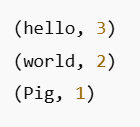 (hello, 3)
(world, 2)
(Pig, 1)